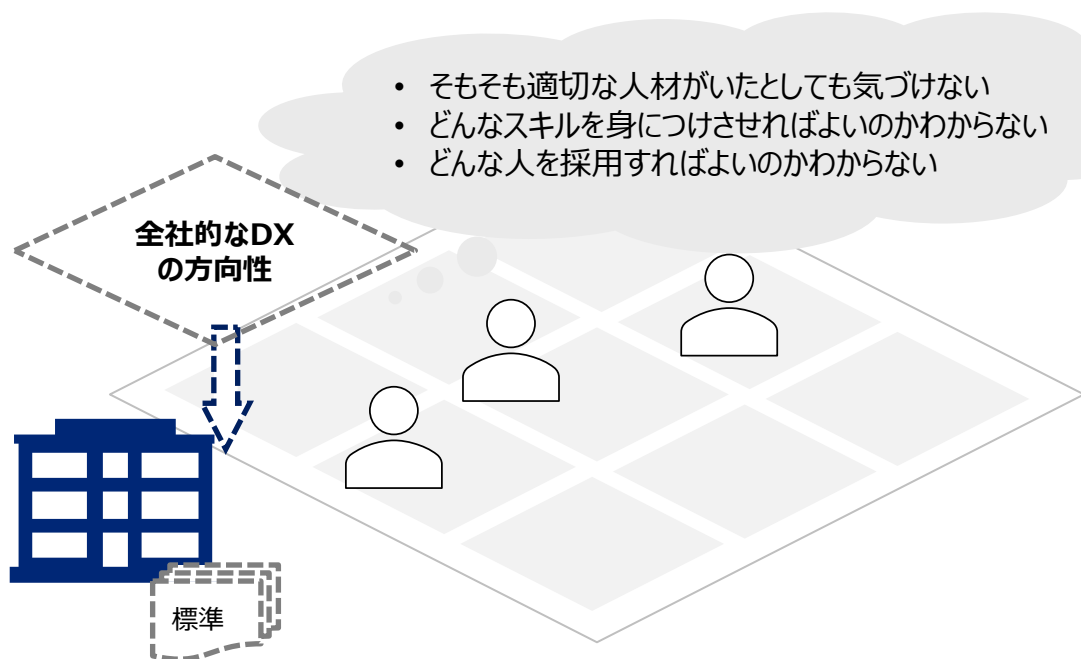 • そもそも適切な人材がいたとしても気づけない
• どんなスキルを身につけさせればよいのかわからない
• どんな人を採用すればよいのかわからない
全社的なDX
の方向性
標準